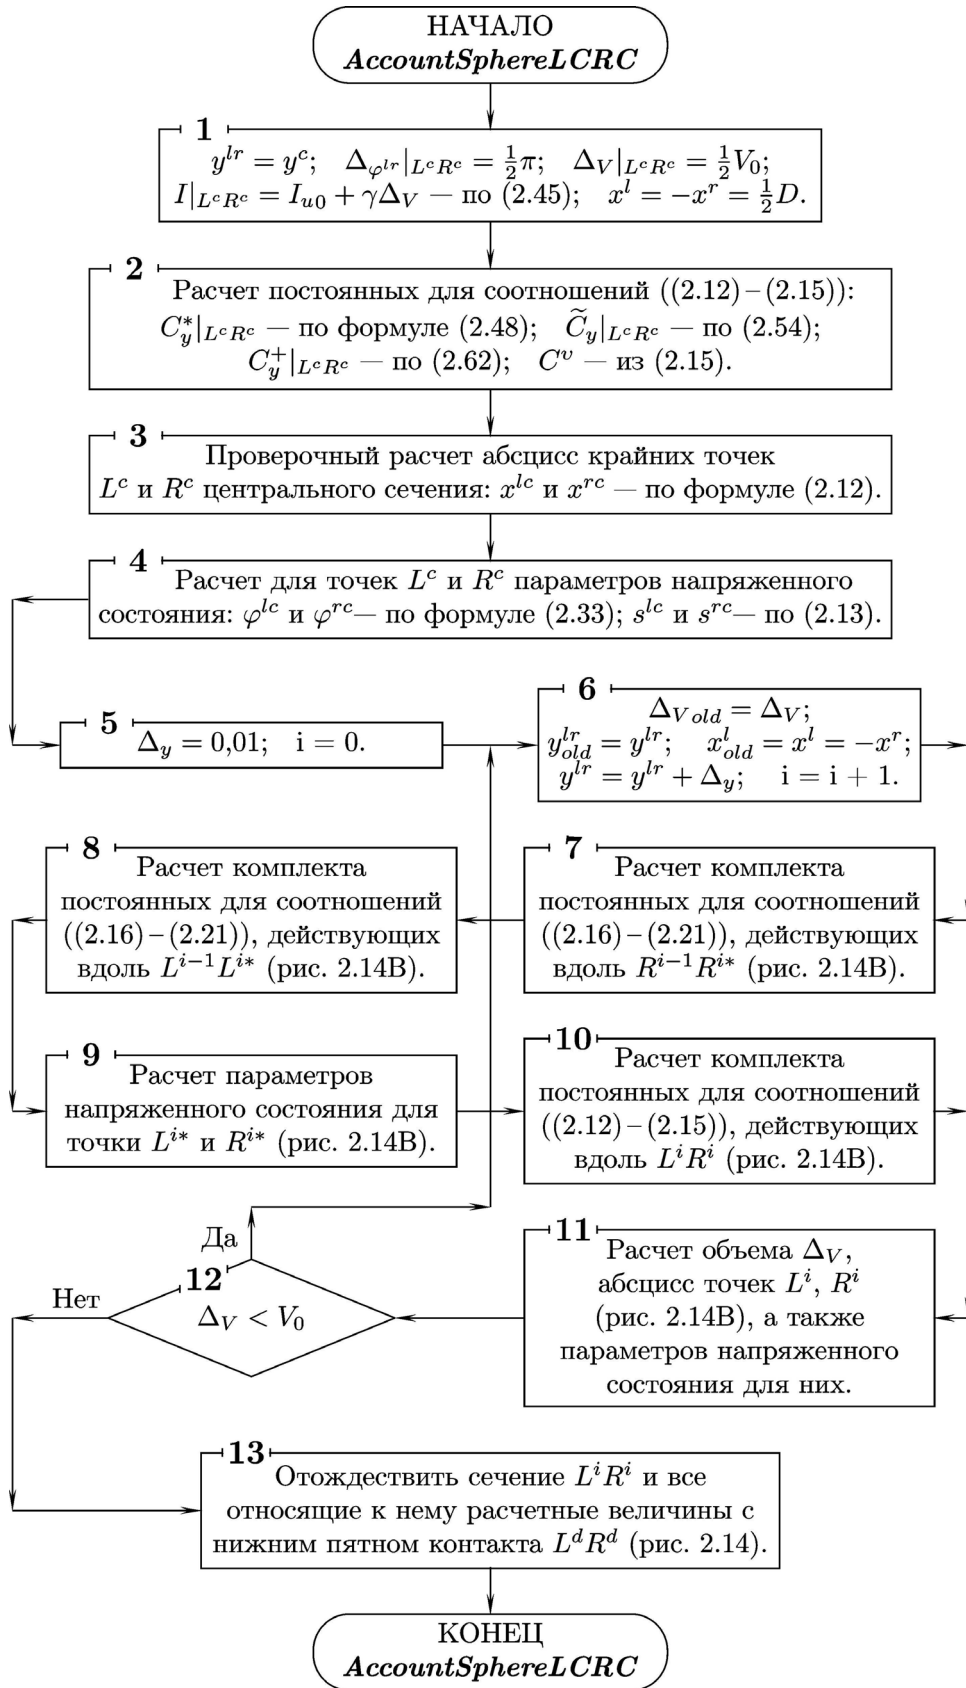 НАЧАЛО
AccountSphereLCRC
1
y^{lr} = y^c; Δ_{φ^{lr}}|_{L^cR^c} = ½π; Δ_V|_{L^cR^c} = ½V_0;
I|_{L^cR^c} = I_{u0} + γΔ_V — по (2.45); x^l = −x^r = ½D.
2
Расчет постоянных для соотношений ((2.12)–(2.15)):
C_y^*|_{L^cR^c} — по формуле (2.48); C̃_y|_{L^cR^c} — по (2.54);
C_y^+|_{L^cR^c} — по (2.62); C^υ — из (2.15).
3
Проверочный расчет абсцисс крайних точек
L^c и R^c центрального сечения: x^{lc} и x^{rc} — по формуле (2.12).
4
Расчет для точек L^c и R^c параметров напряженного
состояния: φ^{lc} и φ^{rc}— по формуле (2.33); s^{lc} и s^{rc}— по (2.13).
5
Δ_y = 0,01; i = 0.
6
Δ_{V old} = Δ_V;
y^{lr}_{old} = y^{lr}; x^l_{old} = x^l = −x^r;
y^{lr} = y^{lr} + Δ_y; i = i + 1.
7
Расчет комплекта
постоянных для соотношений
((2.16)–(2.21)), действующих
вдоль R^{i−1}R^{i*} (рис. 2.14В).
8
Расчет комплекта
постоянных для соотношений
((2.16)–(2.21)), действующих
вдоль L^{i−1}L^{i*} (рис. 2.14В).
9
Расчет параметров
напряженного состояния для
точки L^{i*} и R^{i*} (рис. 2.14В).
10
Расчет комплекта
постоянных для соотношений
((2.12)–(2.15)), действующих
вдоль L^iR^i (рис. 2.14В).
11
Расчет объема Δ_V,
абсцисс точек L^i, R^i
(рис. 2.14В), а также
параметров напряженного
состояния для них.
Да
12
Нет
Δ_V < V_0
13
Отождествить сечение L^iR^i и все
относящие к нему расчетные величины с
нижним пятном контакта L^dR^d (рис. 2.14).
КОНЕЦ
AccountSphereLCRC